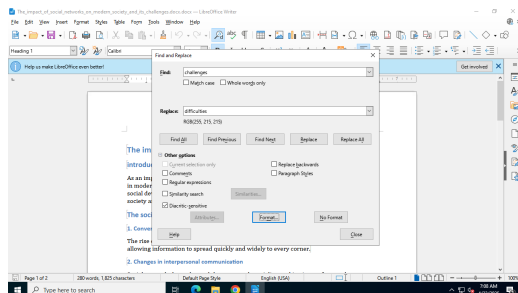 The_impact_of_social_networks_on_modern_society_and_its_challenges.docx.docx — LibreOffice Writer
File Edit View Insert Format Styles Table Form Tools Window Help
Heading 1
Calibri
Find and Replace
Help us make LibreOffice even better!
Get involved
Find:
challenges
Match case
Whole words only
Replace:
difficulties
RGB(255, 215, 215)
Find All
Find Previous
Find Next
Replace
Replace All
Other options
Current selection only
Replace backwards
Comments
Paragraph Styles
Regular expressions
Similarity search
Similarities...
Diacritic-sensitive
Attributes...
Format...
No Format
Help
Close
The im
Introdu
As an imp
in moder
social de
society a
The soci
1. Conve
The rise
allowing information to spread quickly and widely to every corner.
2. Changes in interpersonal communication
Page 1 of 2
280 words, 1,825 characters
Default Page Style
English (USA)
Outline 1
100%
Type here to search
7:00 AM